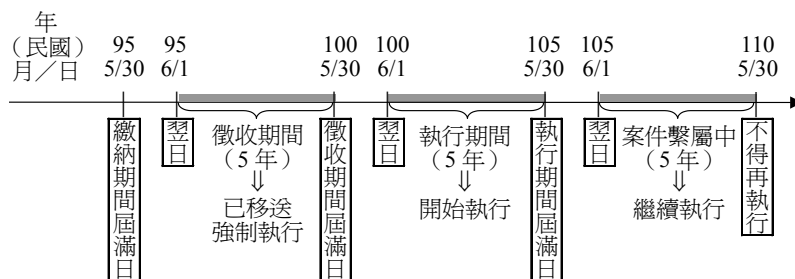 年
（民國） 95 95 100 100 105 105 110
月／日 5/30 6/1 5/30 6/1 5/30 6/1 5/30
繳納期間屆滿日
翌日
徵收期間
（5 年）
⇓
已移送
強制執行
徵收期間屆滿日
翌日
執行期間
（5 年）
⇓
開始執行
執行期間屆滿日
翌日
案件繫屬中
（5 年）
⇓
繼續執行
不得再執行